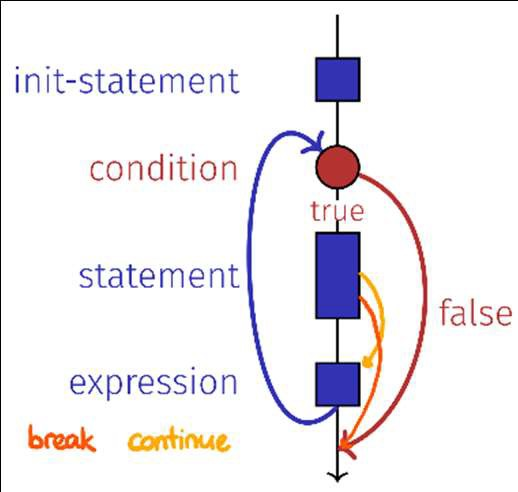 init-statement
condition
true
statement
false
expression
break continue